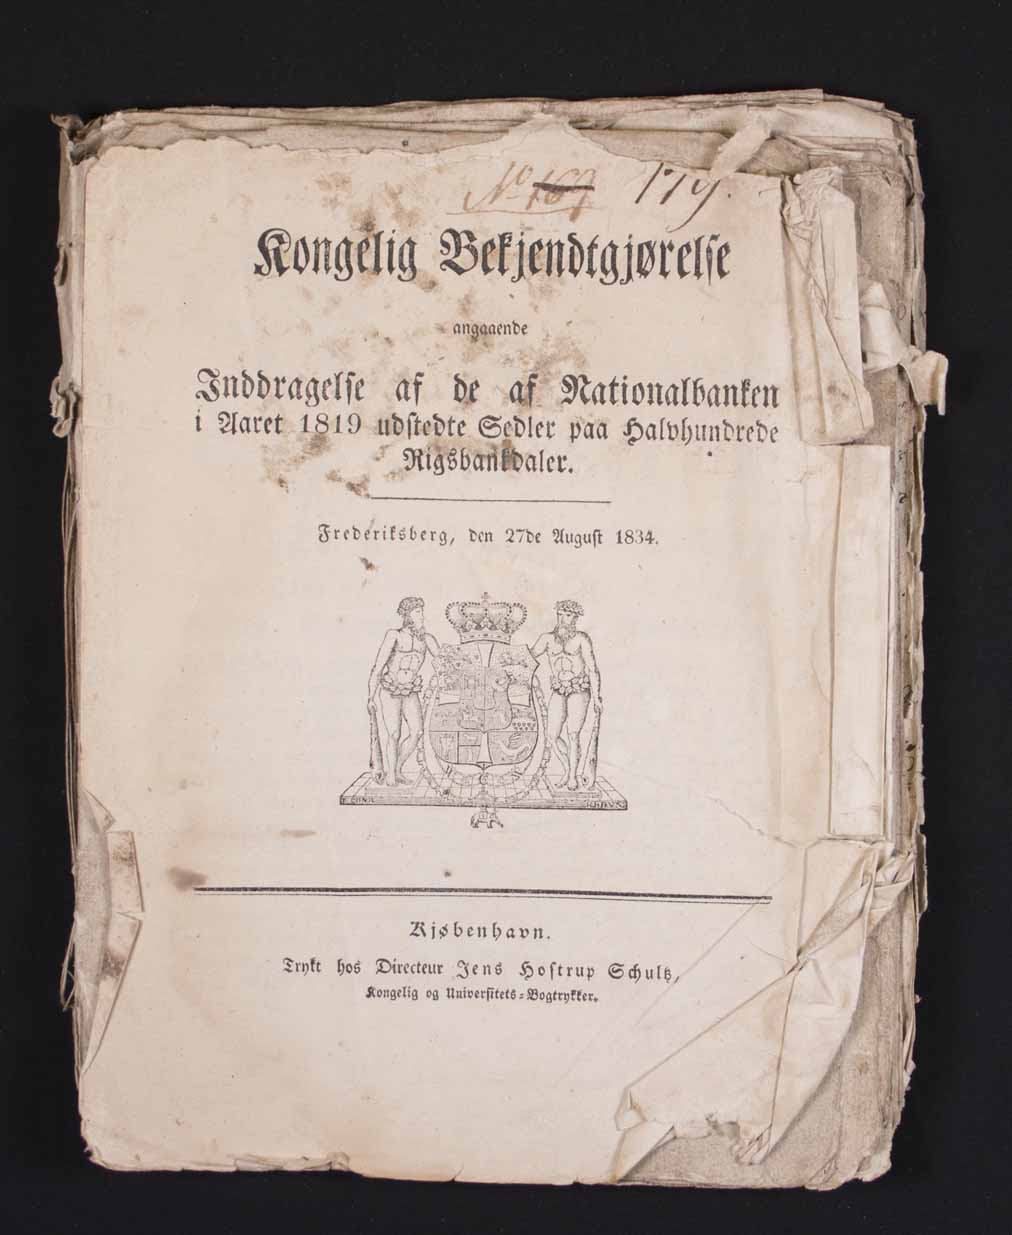 No 167 179.
Kongelig Bekjendtgjørelse
angaaende
Inddragelse af de af Nationalbanken
i Aaret 1819 udstedte Sedler paa Halvhundrede
Rigsbankdaler.
Frederiksberg, den 27de August 1834.
Kjøbenhavn.
Trykt hos Directeur Jens Hostrup Schultz,
Kongelig og Universitets-Bogtrykker.